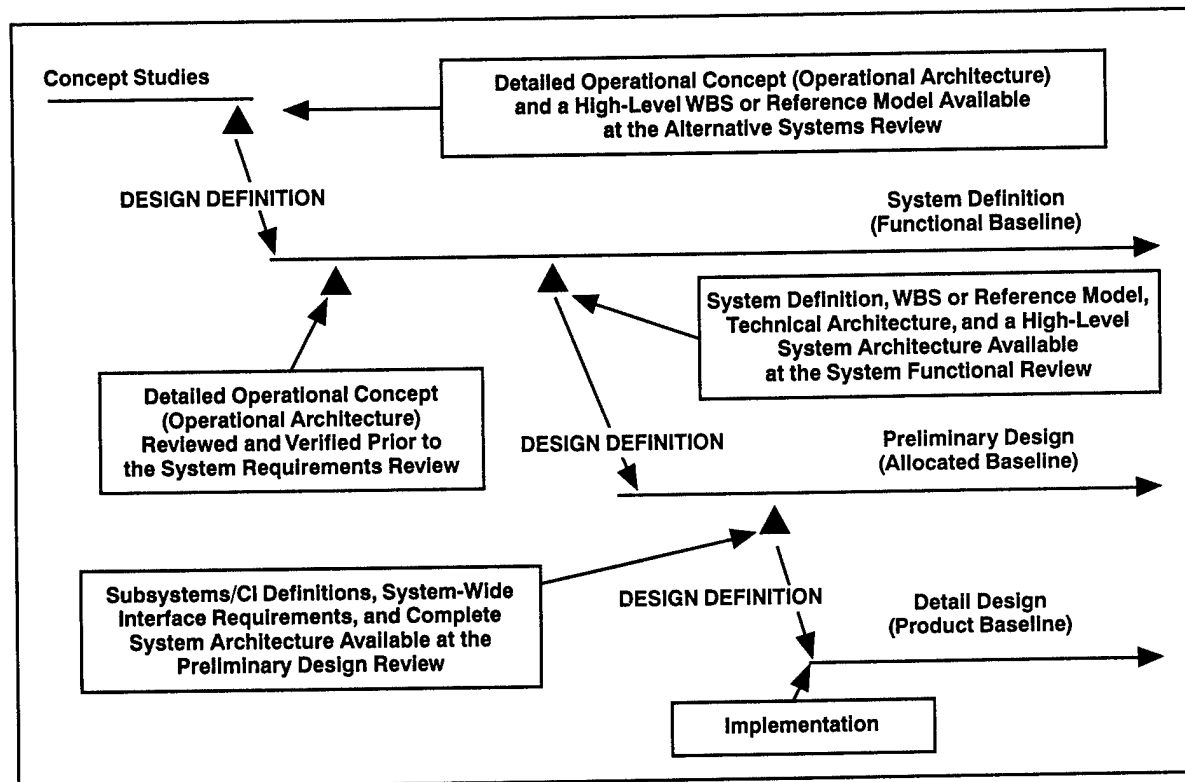 Concept Studies
Detailed Operational Concept (Operational Architecture)
and a High-Level WBS or Reference Model Available
at the Alternative Systems Review
DESIGN DEFINITION
System Definition
(Functional Baseline)
System Definition, WBS or Reference Model,
Technical Architecture, and a High-Level
System Architecture Available
at the System Functional Review
Detailed Operational Concept
(Operational Architecture)
Reviewed and Verified Prior to
the System Requirements Review
DESIGN DEFINITION
Preliminary Design
(Allocated Baseline)
Subsystems/CI Definitions, System-Wide
Interface Requirements, and Complete
System Architecture Available at the
Preliminary Design Review
DESIGN DEFINITION
Detail Design
(Product Baseline)
Implementation